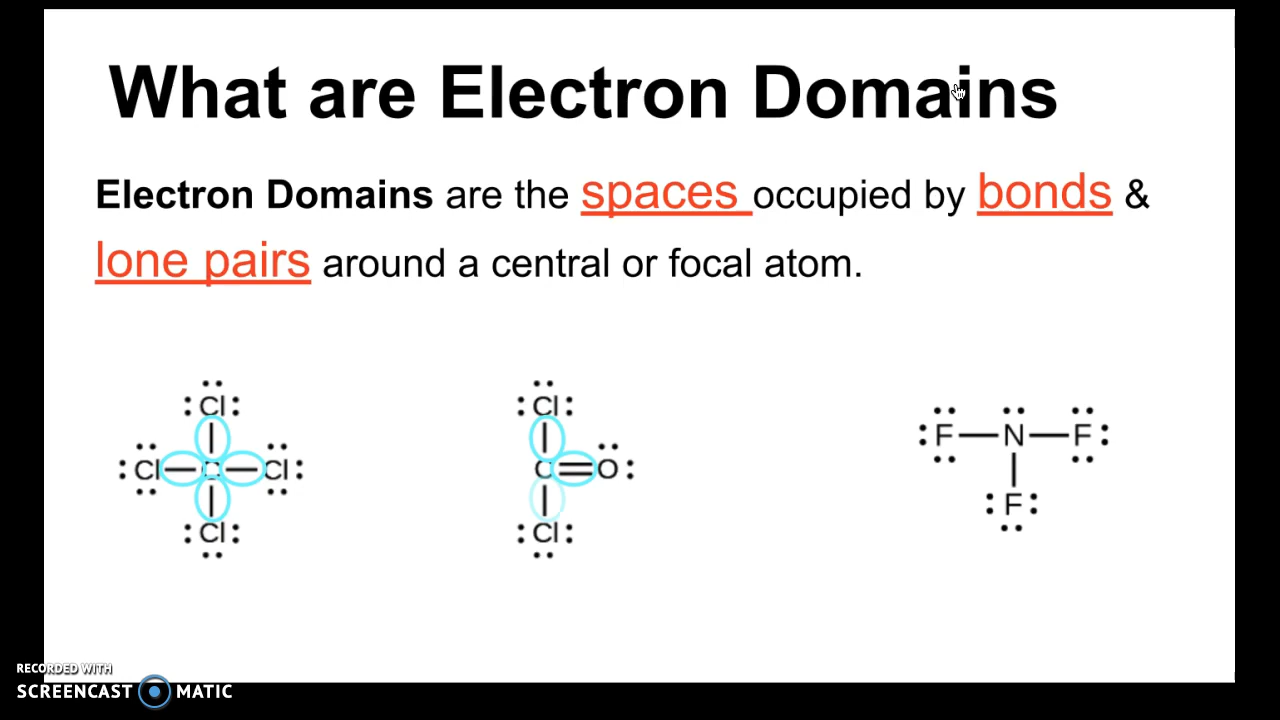 What are Electron Domains
Electron Domains are the spaces occupied by bonds &
lone pairs around a central or focal atom.
Cl
Cl C Cl
Cl
Cl
C O
Cl
F N F
F
RECORDED WITH
SCREENCAST MATIC